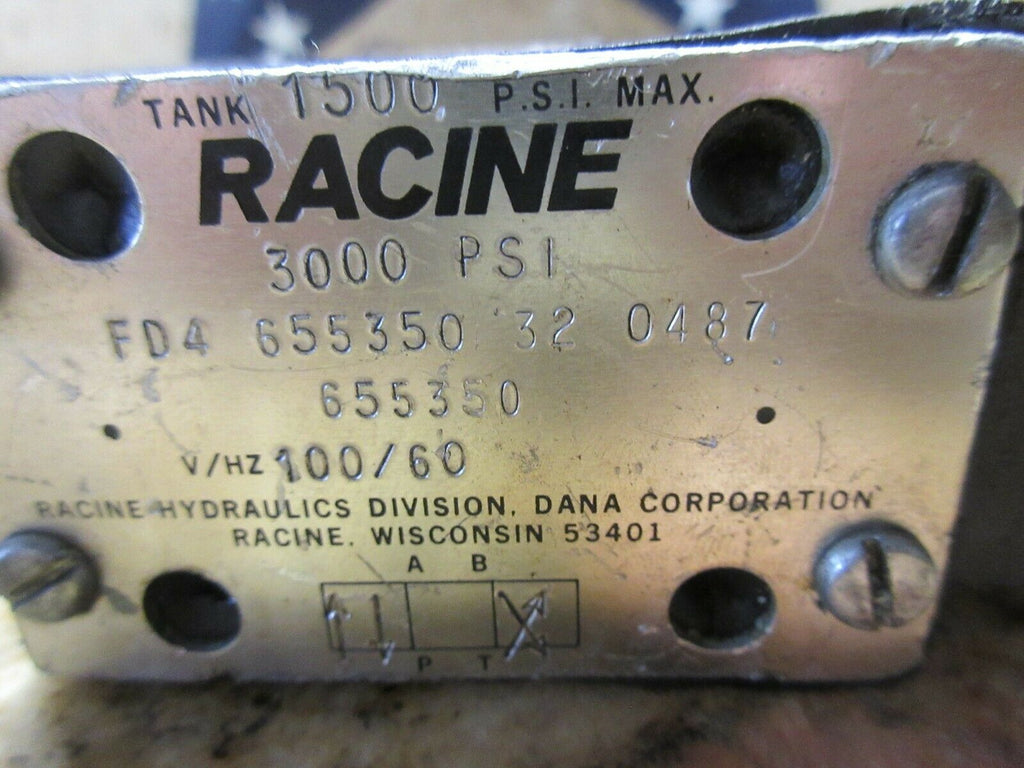 TANK 1500 P.S.I. MAX.
RACINE
3000 PSI
FD4 655350 32 0487
655350
V/HZ 100/60
RACINE HYDRAULICS DIVISION, DANA CORPORATION
RACINE, WISCONSIN 53401
A B
P T